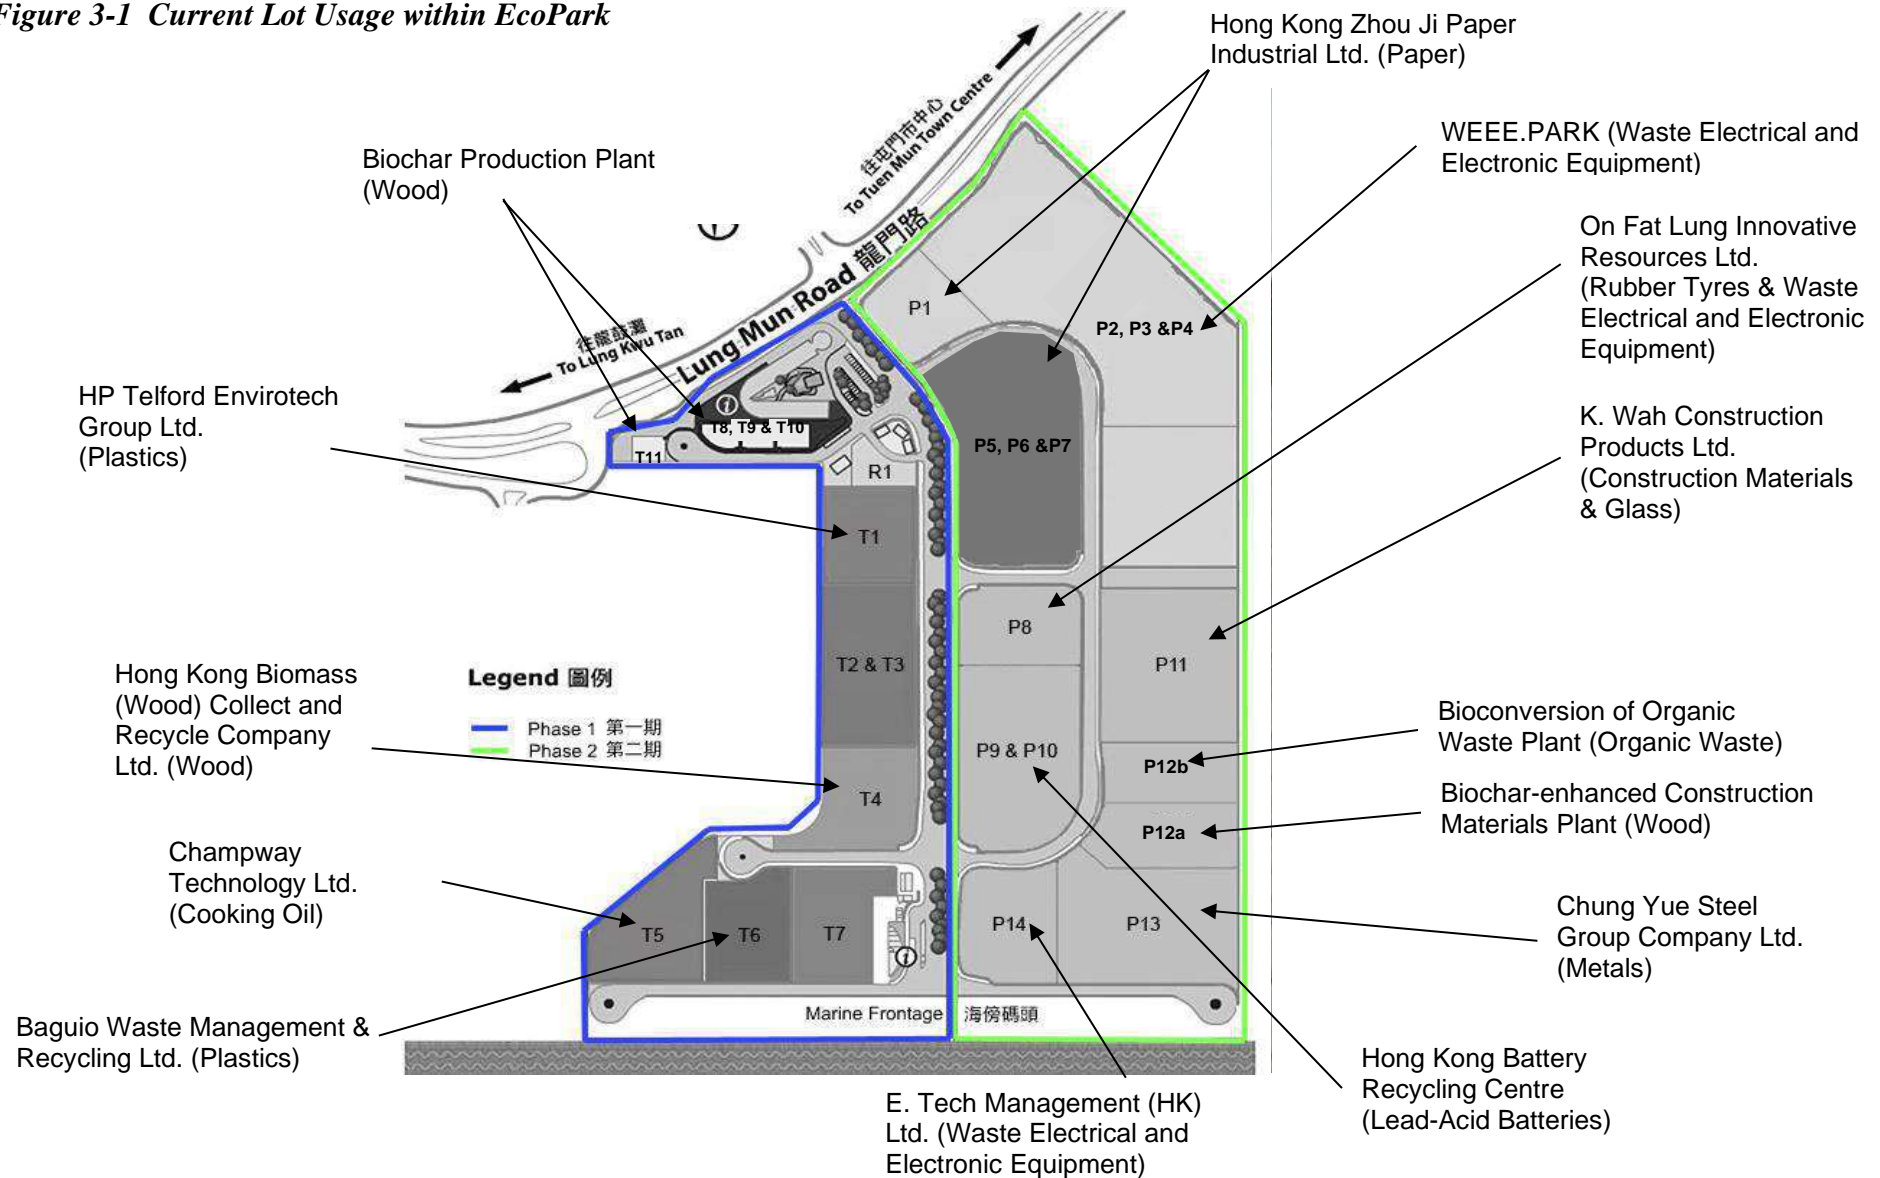 Figure 3-1 Current Lot Usage within EcoPark
Hong Kong Zhou Ji Paper
Industrial Ltd. (Paper)
往屯門市中心
To Tuen Mun Town Centre
WEEE.PARK (Waste Electrical and
Electronic Equipment)
Biochar Production Plant
(Wood)
On Fat Lung Innovative
Resources Ltd.
(Rubber Tyres & Waste
Electrical and Electronic
Equipment)
Lung Mun Road 龍門路
往龍鼓灘
To Lung Kwu Tan
P1
P2, P3 &P4
HP Telford Envirotech
Group Ltd.
(Plastics)
K. Wah Construction
Products Ltd.
(Construction Materials
& Glass)
T8, T9 & T10
T11
R1
P5, P6 &P7
T1
P8
T2 & T3
P11
Hong Kong Biomass
(Wood) Collect and
Recycle Company
Ltd. (Wood)
Legend 圖例
Phase 1 第一期
Phase 2 第二期
P9 & P10
P12b
Bioconversion of Organic
Waste Plant (Organic Waste)
T4
P12a
Biochar-enhanced Construction
Materials Plant (Wood)
Champway
Technology Ltd.
(Cooking Oil)
T5
T6
T7
P14
P13
Chung Yue Steel
Group Company Ltd.
(Metals)
Marine Frontage 海傍碼頭
Baguio Waste Management &
Recycling Ltd. (Plastics)
E. Tech Management (HK)
Ltd. (Waste Electrical and
Electronic Equipment)
Hong Kong Battery
Recycling Centre
(Lead-Acid Batteries)